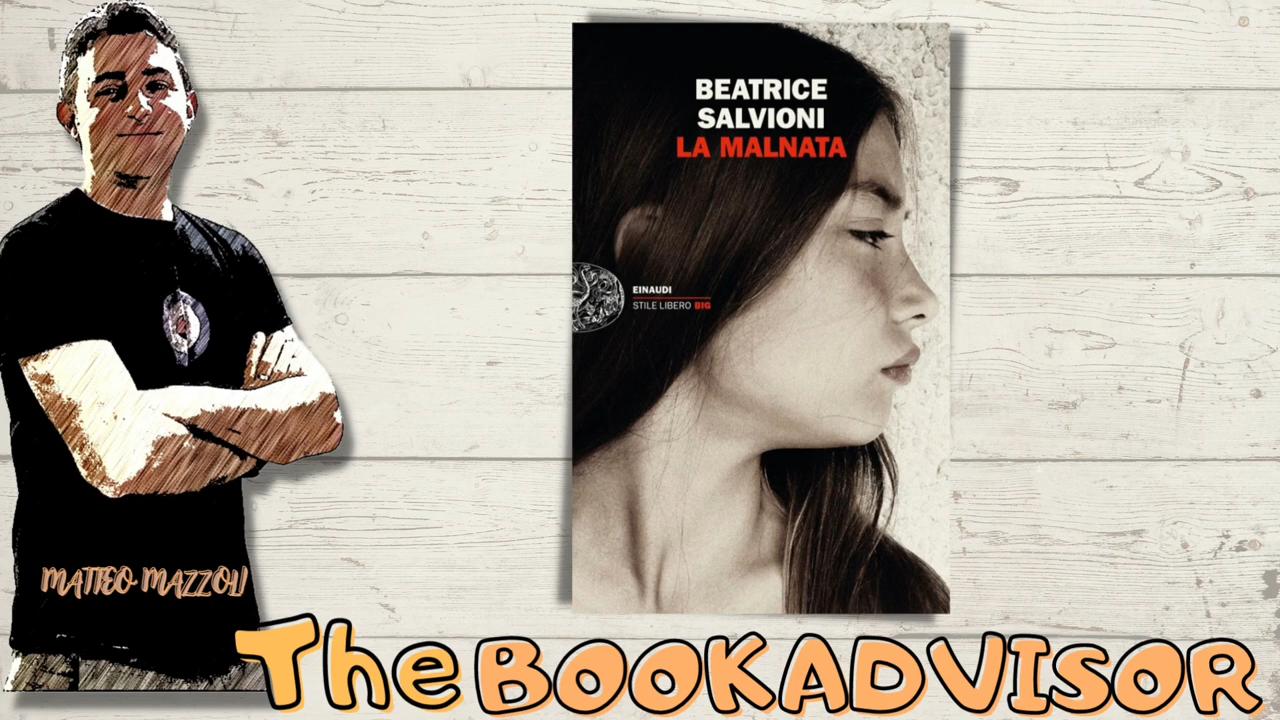 BEATRICE
SALVIONI
LA MALNATA
EINAUDI
STILE LIBERO BIG
MATTEO MAZZOLI
The BOOKADVISOR